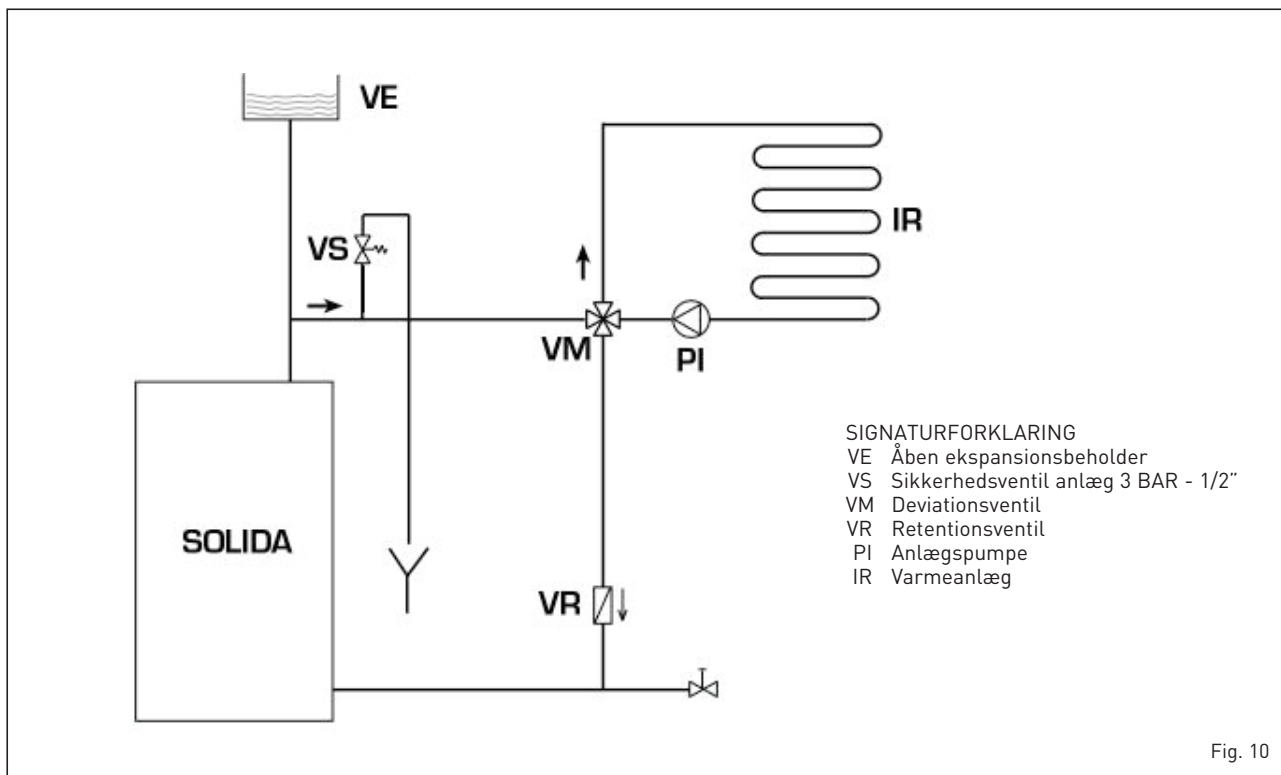 VE
VS
IR
VM
PI
SIGNATURFORKLARING
VE Åben ekspansionsbeholder
VS Sikkerhedsventil anlæg 3 BAR - 1/2”
VM Deviationsventil
VR Retentionsventil
PI Anlægspumpe
IR Varmeanlæg
SOLIDA
VR
Fig. 10